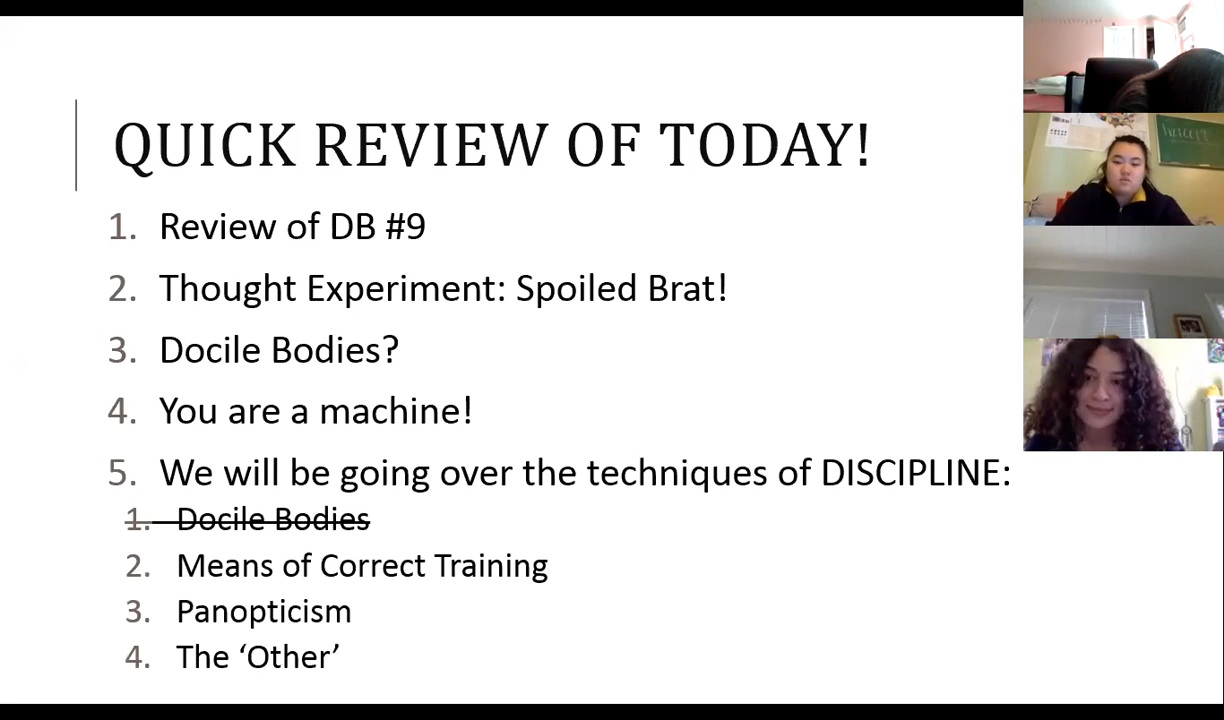 QUICK REVIEW OF TODAY!
1. Review of DB #9
2. Thought Experiment: Spoiled Brat!
3. Docile Bodies?
4. You are a machine!
5. We will be going over the techniques of DISCIPLINE:
1. Docile Bodies
2. Means of Correct Training
3. Panopticism
4. The ‘Other’